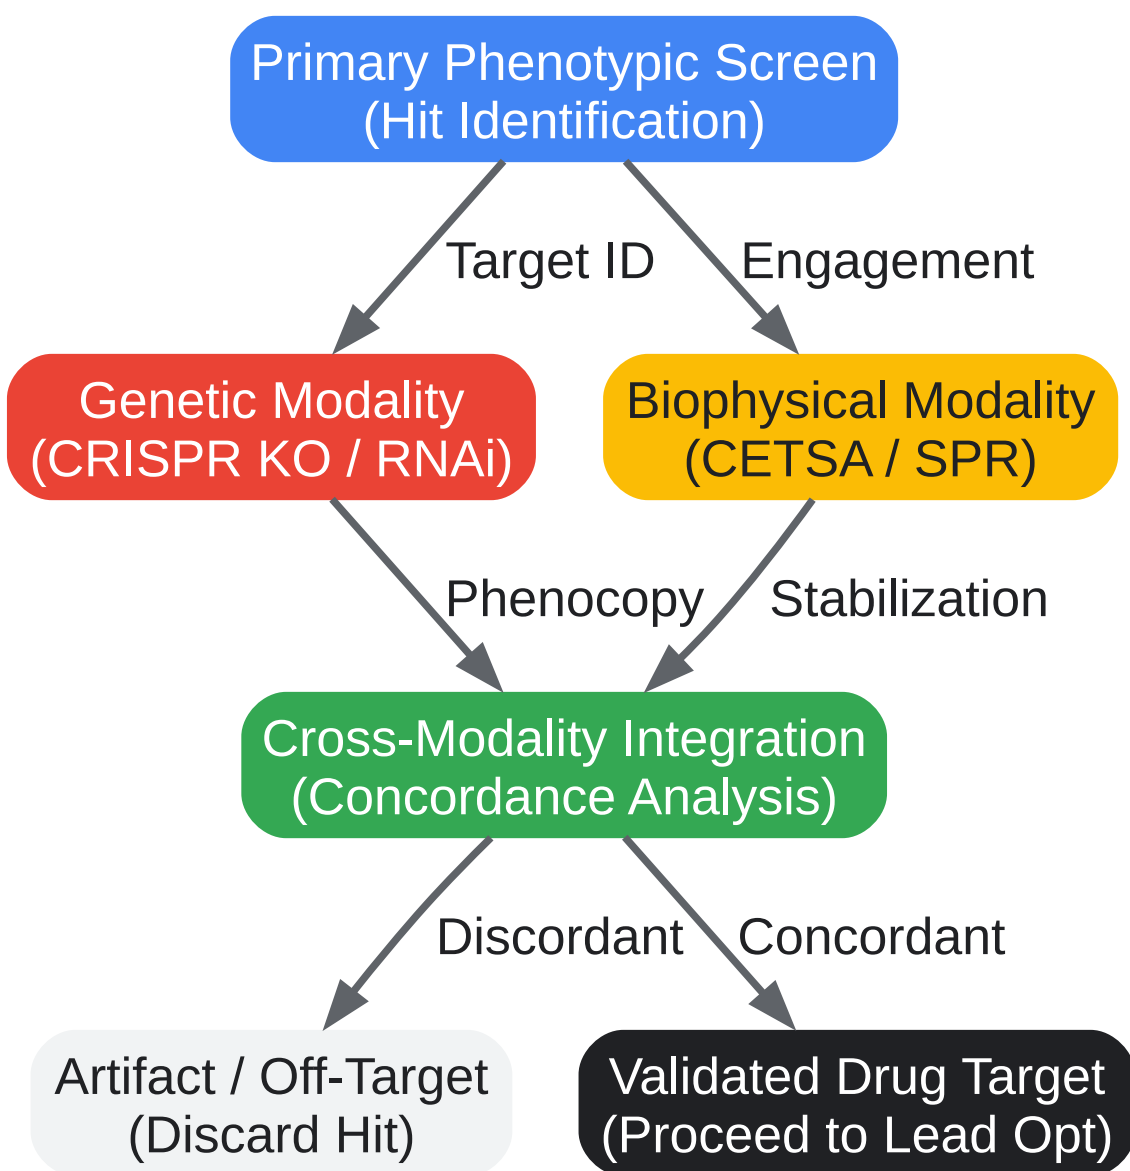 Primary Phenotypic Screen
(Hit Identification)
Target ID
Engagement
Genetic Modality
(CRISPR KO / RNAi)
Biophysical Modality
(CETSA / SPR)
Phenocopy
Stabilization
Cross-Modality Integration
(Concordance Analysis)
Discordant
Concordant
Artifact / Off-Target
(Discard Hit)
Validated Drug Target
(Proceed to Lead Opt)